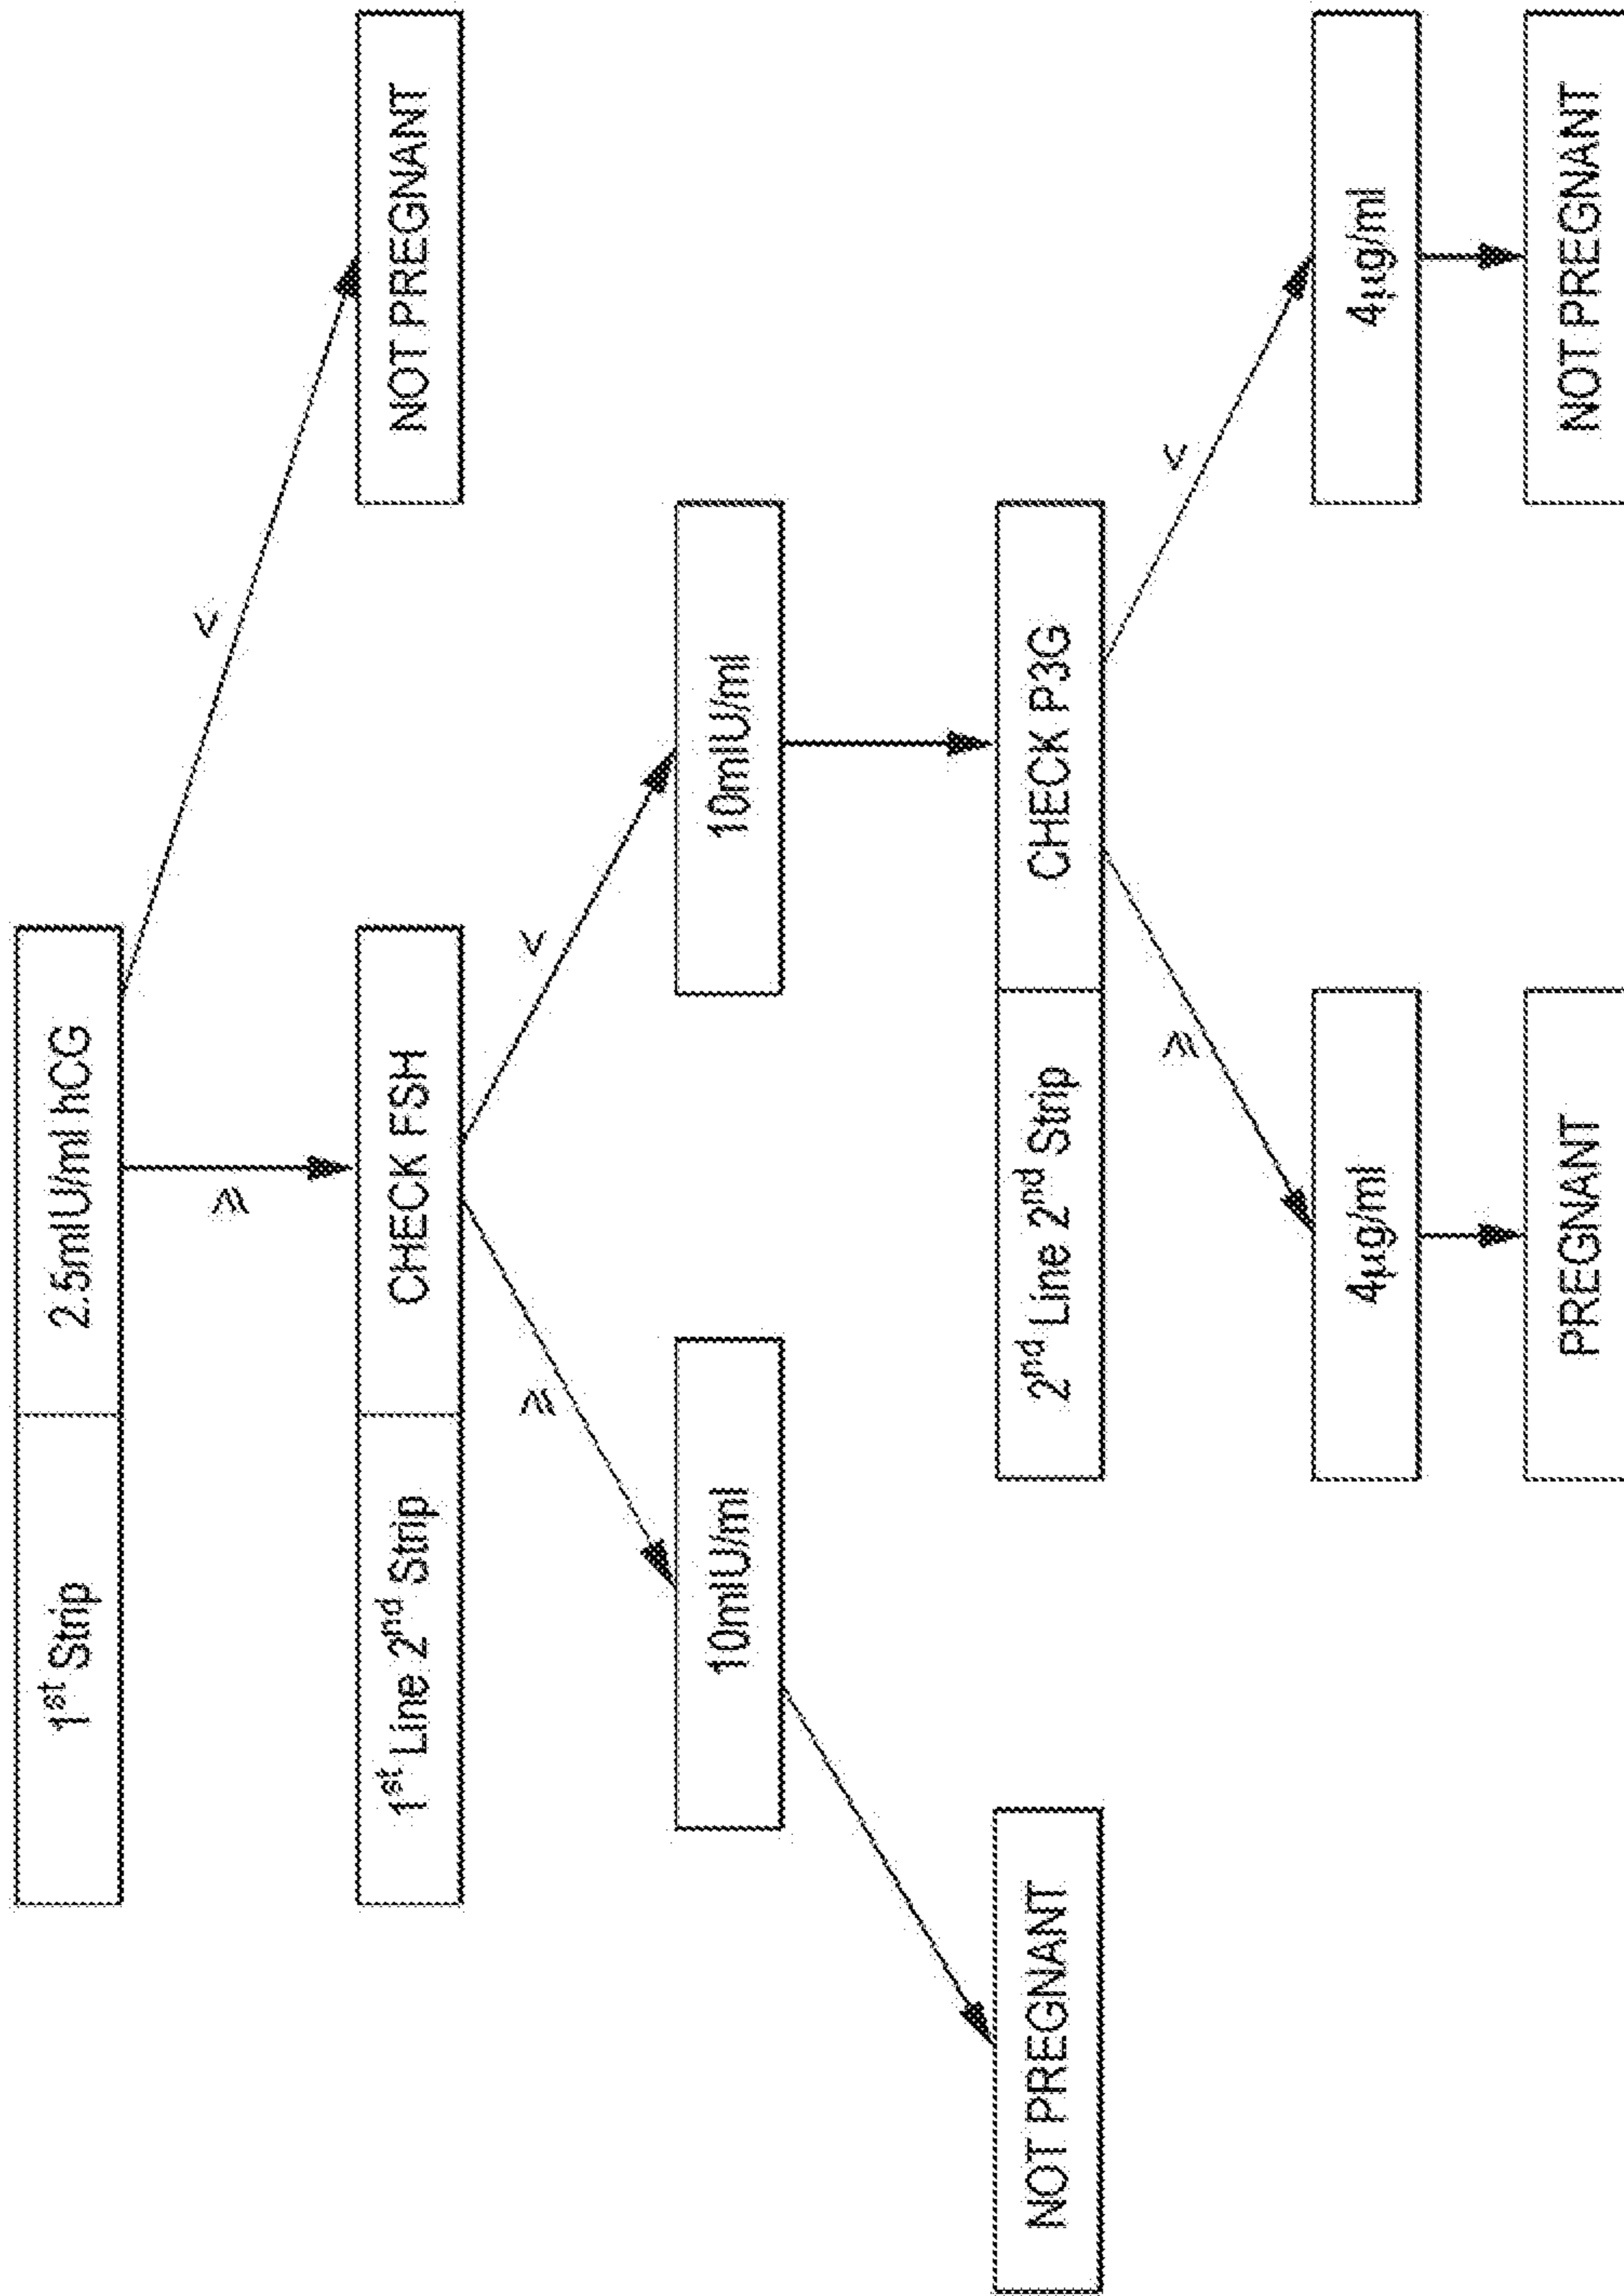 1st Strip
2.5mIU/ml hCG
≥
<
1st Line 2nd Strip
CHECK FSH
NOT PREGNANT
≥
<
10mIU/ml
10mIU/ml
NOT PREGNANT
2nd Line 2nd Strip
CHECK P3G
≥
<
4µg/ml
4µg/ml
PREGNANT
NOT PREGNANT